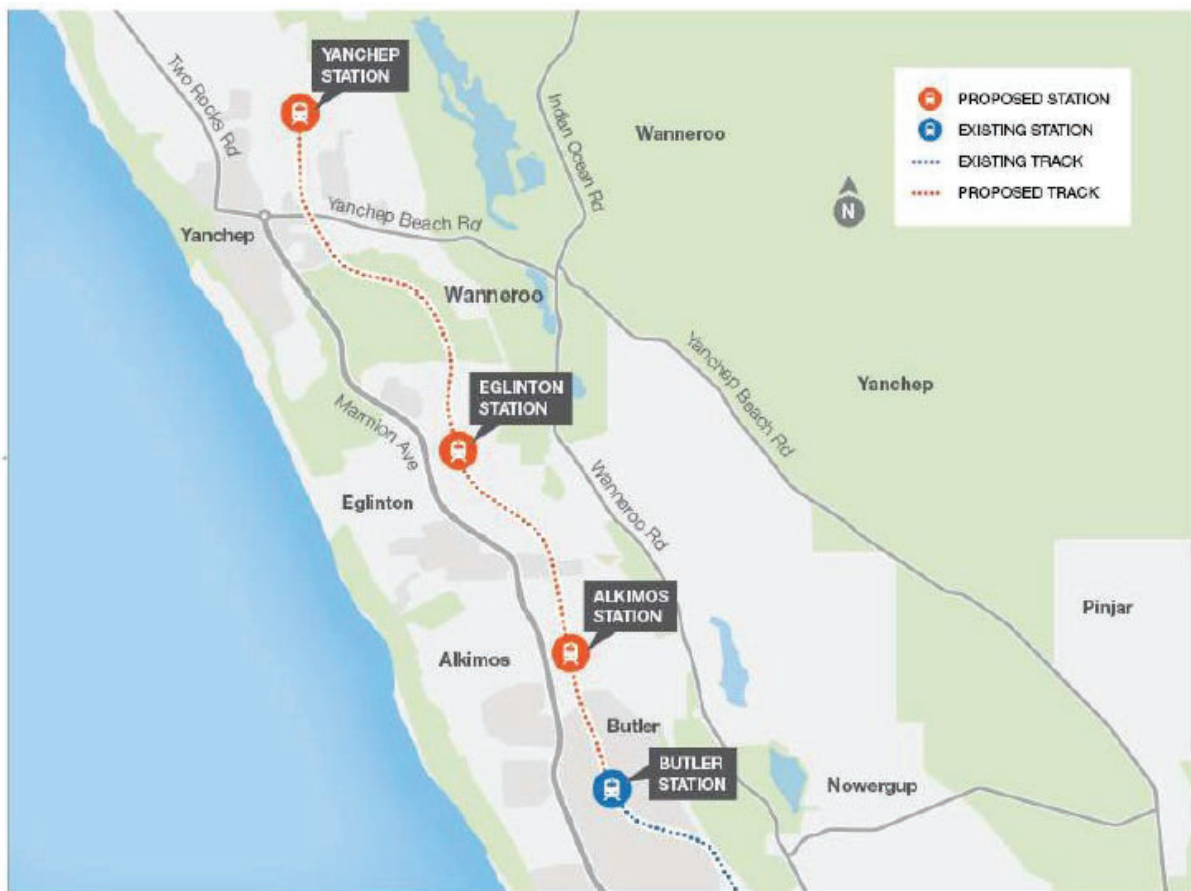 YANCHEP
STATION
Two Rocks Rd
Indian Ocean Rd
Wanneroo
PROPOSED STATION
EXISTING STATION
EXISTING TRACK
PROPOSED TRACK
N
Yanchep Beach Rd
Yanchep
Wanneroo
EGLINTON
STATION
Yanchep Beach Rd
Yanchep
Marmion Ave
Eglinton
Wanneroo Rd
ALKIMOS
STATION
Pinjar
Alkimos
Butler
BUTLER
STATION
Nowergup